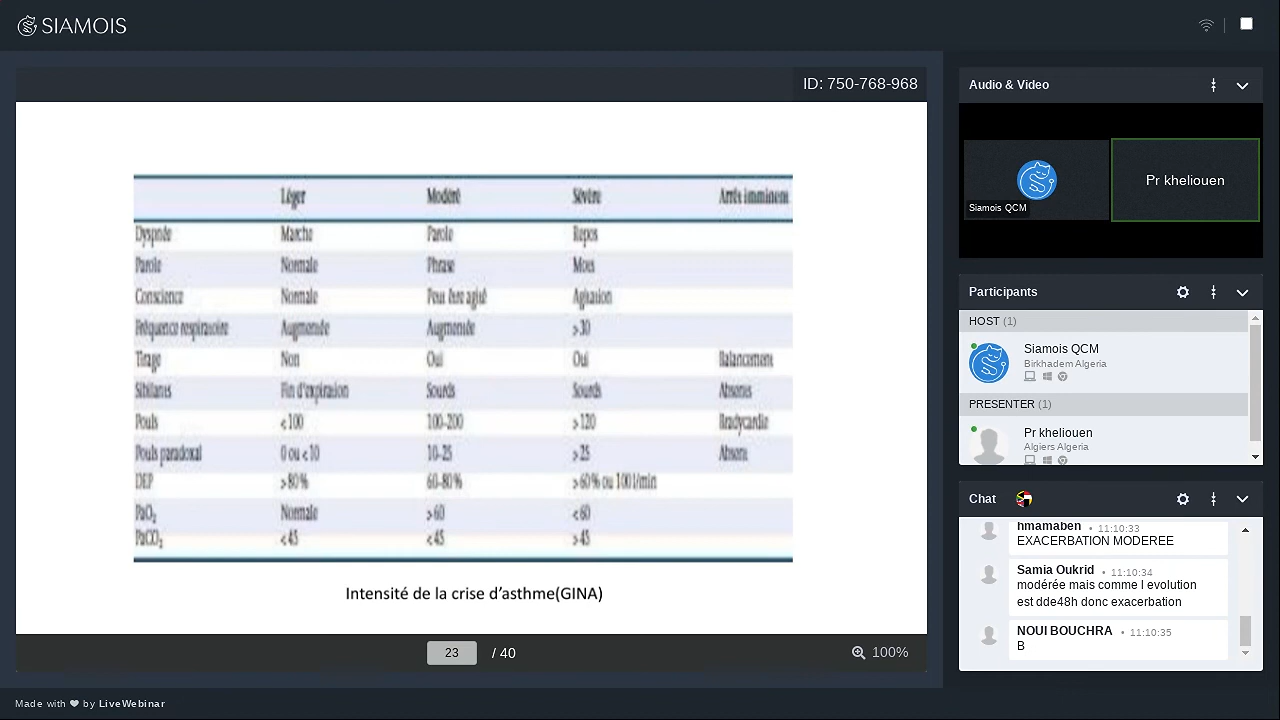 SIAMOIS
ID: 750-768-968
Léger Modéré Sévère Arrêt imminent
Dyspnée Marche Parole Repos
Parole Normale Phrase Mots
Conscience Normale Peut être agité Agitation
Fréquence respiratoire Augmentée Augmentée >30
Tirage Non Oui Oui Balancement
Sibilants Fin d'expiration Sourds Sourds Absents
Pouls <100 100-200 >120 Bradycardie
Pouls paradoxal 0 ou <10 10-25 >25 Absent
DEP >80% 60-80% >60% ou 100 l/min
PaO2 Normale >60 <60
PaCO2 <45 <45 >45
Intensité de la crise d’asthme(GINA)
23 / 40
100%
Audio & Video
Siamois QCM
Pr kheliouen
Participants
HOST (1)
Siamois QCM
Birkhadem Algeria
PRESENTER (1)
Pr kheliouen
Algiers Algeria
Chat
hmamaben • 11:10:33
EXACERBATION MODEREE
Samia Oukrid • 11:10:34
modérée mais comme l evolution
est dde48h donc exacerbation
NOUI BOUCHRA • 11:10:35
B
Made with by LiveWebinar